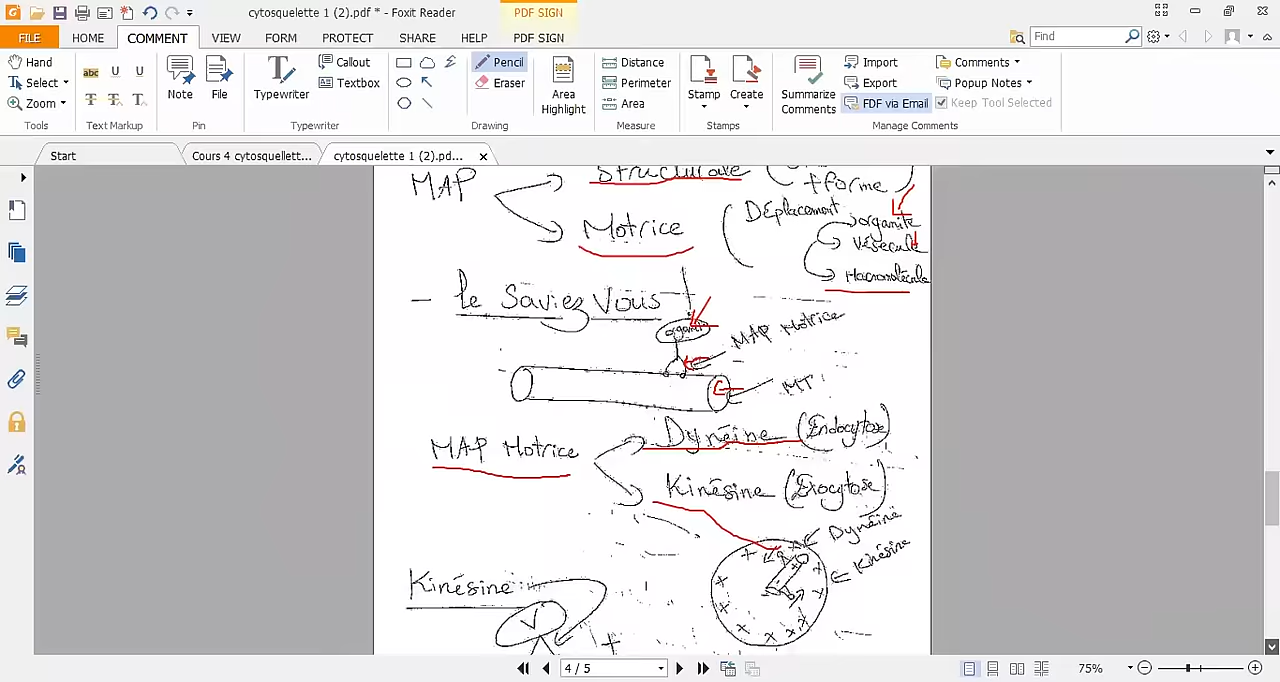 cytosquelette 1 (2).pdf * - Foxit Reader
PDF SIGN
FILE HOME COMMENT VIEW FORM PROTECT SHARE HELP PDF SIGN
Find
Hand
Select
Zoom
Tools
abc U U
T T T
Text Markup
Note
File
Pin
Typewriter
Callout
Textbox
Typewriter
Pencil
Eraser
Drawing
Area Highlight
Distance
Perimeter
Area
Measure
Stamp
Create
Stamps
Summarize Comments
Import
Export
FDF via Email
Comments
Popup Notes
Keep Tool Selected
Manage Comments
Start
Cours 4 cytosquellett...
cytosquelette 1 (2).pd...
MAP
Structurale
+ forme
Motrice
Déplacement
organite
Vésecule
Macromolécule
- le Saviez Vous
organi
MAP Motrice
MT
MAP Motrice
Dynéine (Endocytose)
Kinésine (Exocytose)
Dynéine
Kinésine
Kinésine
V
+
4 / 5
75%